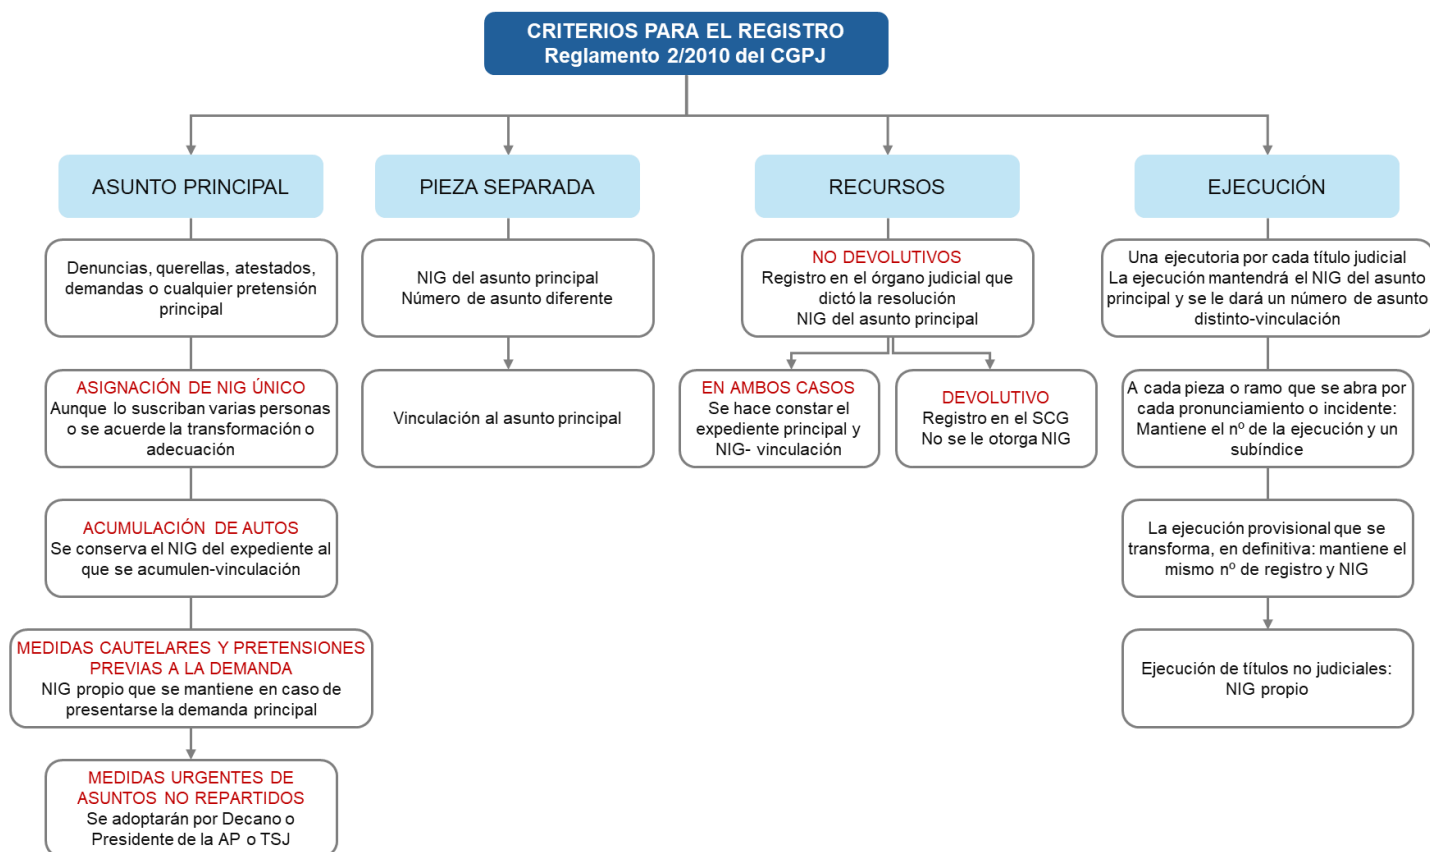 CRITERIOS PARA EL REGISTRO
Reglamento 2/2010 del CGPJ
ASUNTO PRINCIPAL
Denuncias, querellas, atestados,
demandas o cualquier pretensión
principal
ASIGNACIÓN DE NIG ÚNICO
Aunque lo suscriban varias personas
o se acuerde la transformación o
adecuación
ACUMULACIÓN DE AUTOS
Se conserva el NIG del expediente al
que se acumulen-vinculación
MEDIDAS CAUTELARES Y PRETENSIONES
PREVIAS A LA DEMANDA
NIG propio que se mantiene en caso de
presentarse la demanda principal
MEDIDAS URGENTES DE
ASUNTOS NO REPARTIDOS
Se adoptarán por Decano o
Presidente de la AP o TSJ
PIEZA SEPARADA
NIG del asunto principal
Número de asunto diferente
Vinculación al asunto principal
RECURSOS
NO DEVOLUTIVOS
Registro en el órgano judicial que
dictó la resolución
NIG del asunto principal
EN AMBOS CASOS
Se hace constar el
expediente principal y
NIG- vinculación
DEVOLUTIVO
Registro en el SCG
No se le otorga NIG
EJECUCIÓN
Una ejecutoria por cada título judicial
La ejecución mantendrá el NIG del asunto
principal y se le dará un número de asunto
distinto-vinculación
A cada pieza o ramo que se abra por
cada pronunciamiento o incidente:
Mantiene el nº de la ejecución y un
subíndice
La ejecución provisional que se
transforma, en definitiva: mantiene el
mismo nº de registro y NIG
Ejecución de títulos no judiciales:
NIG propio